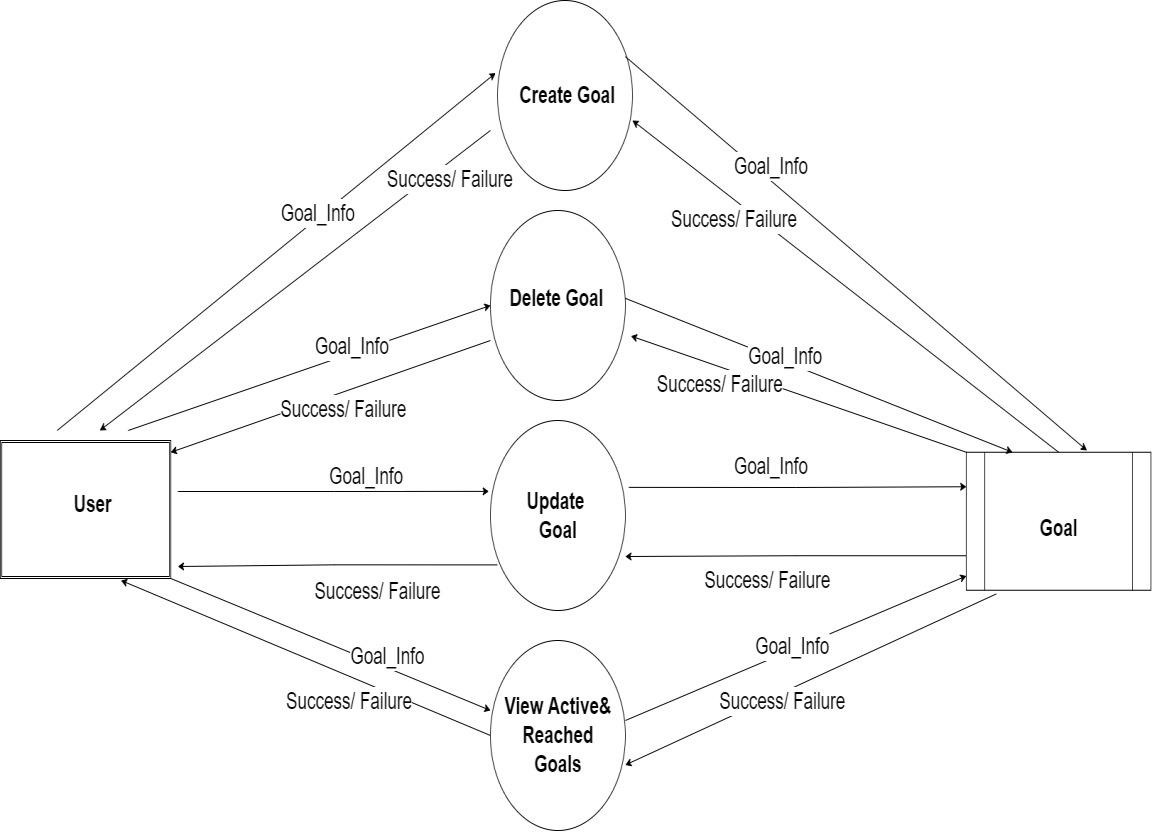 Create Goal
Goal_Info
Success/ Failure
Goal_Info
Success/ Failure
Delete Goal
Goal_Info
Goal_Info
Success/ Failure
Success/ Failure
Goal_Info
Goal_Info
User
Update
Goal
Goal
Success/ Failure
Success/ Failure
Goal_Info
Goal_Info
Success/ Failure
Success/ Failure
View Active&
Reached
Goals